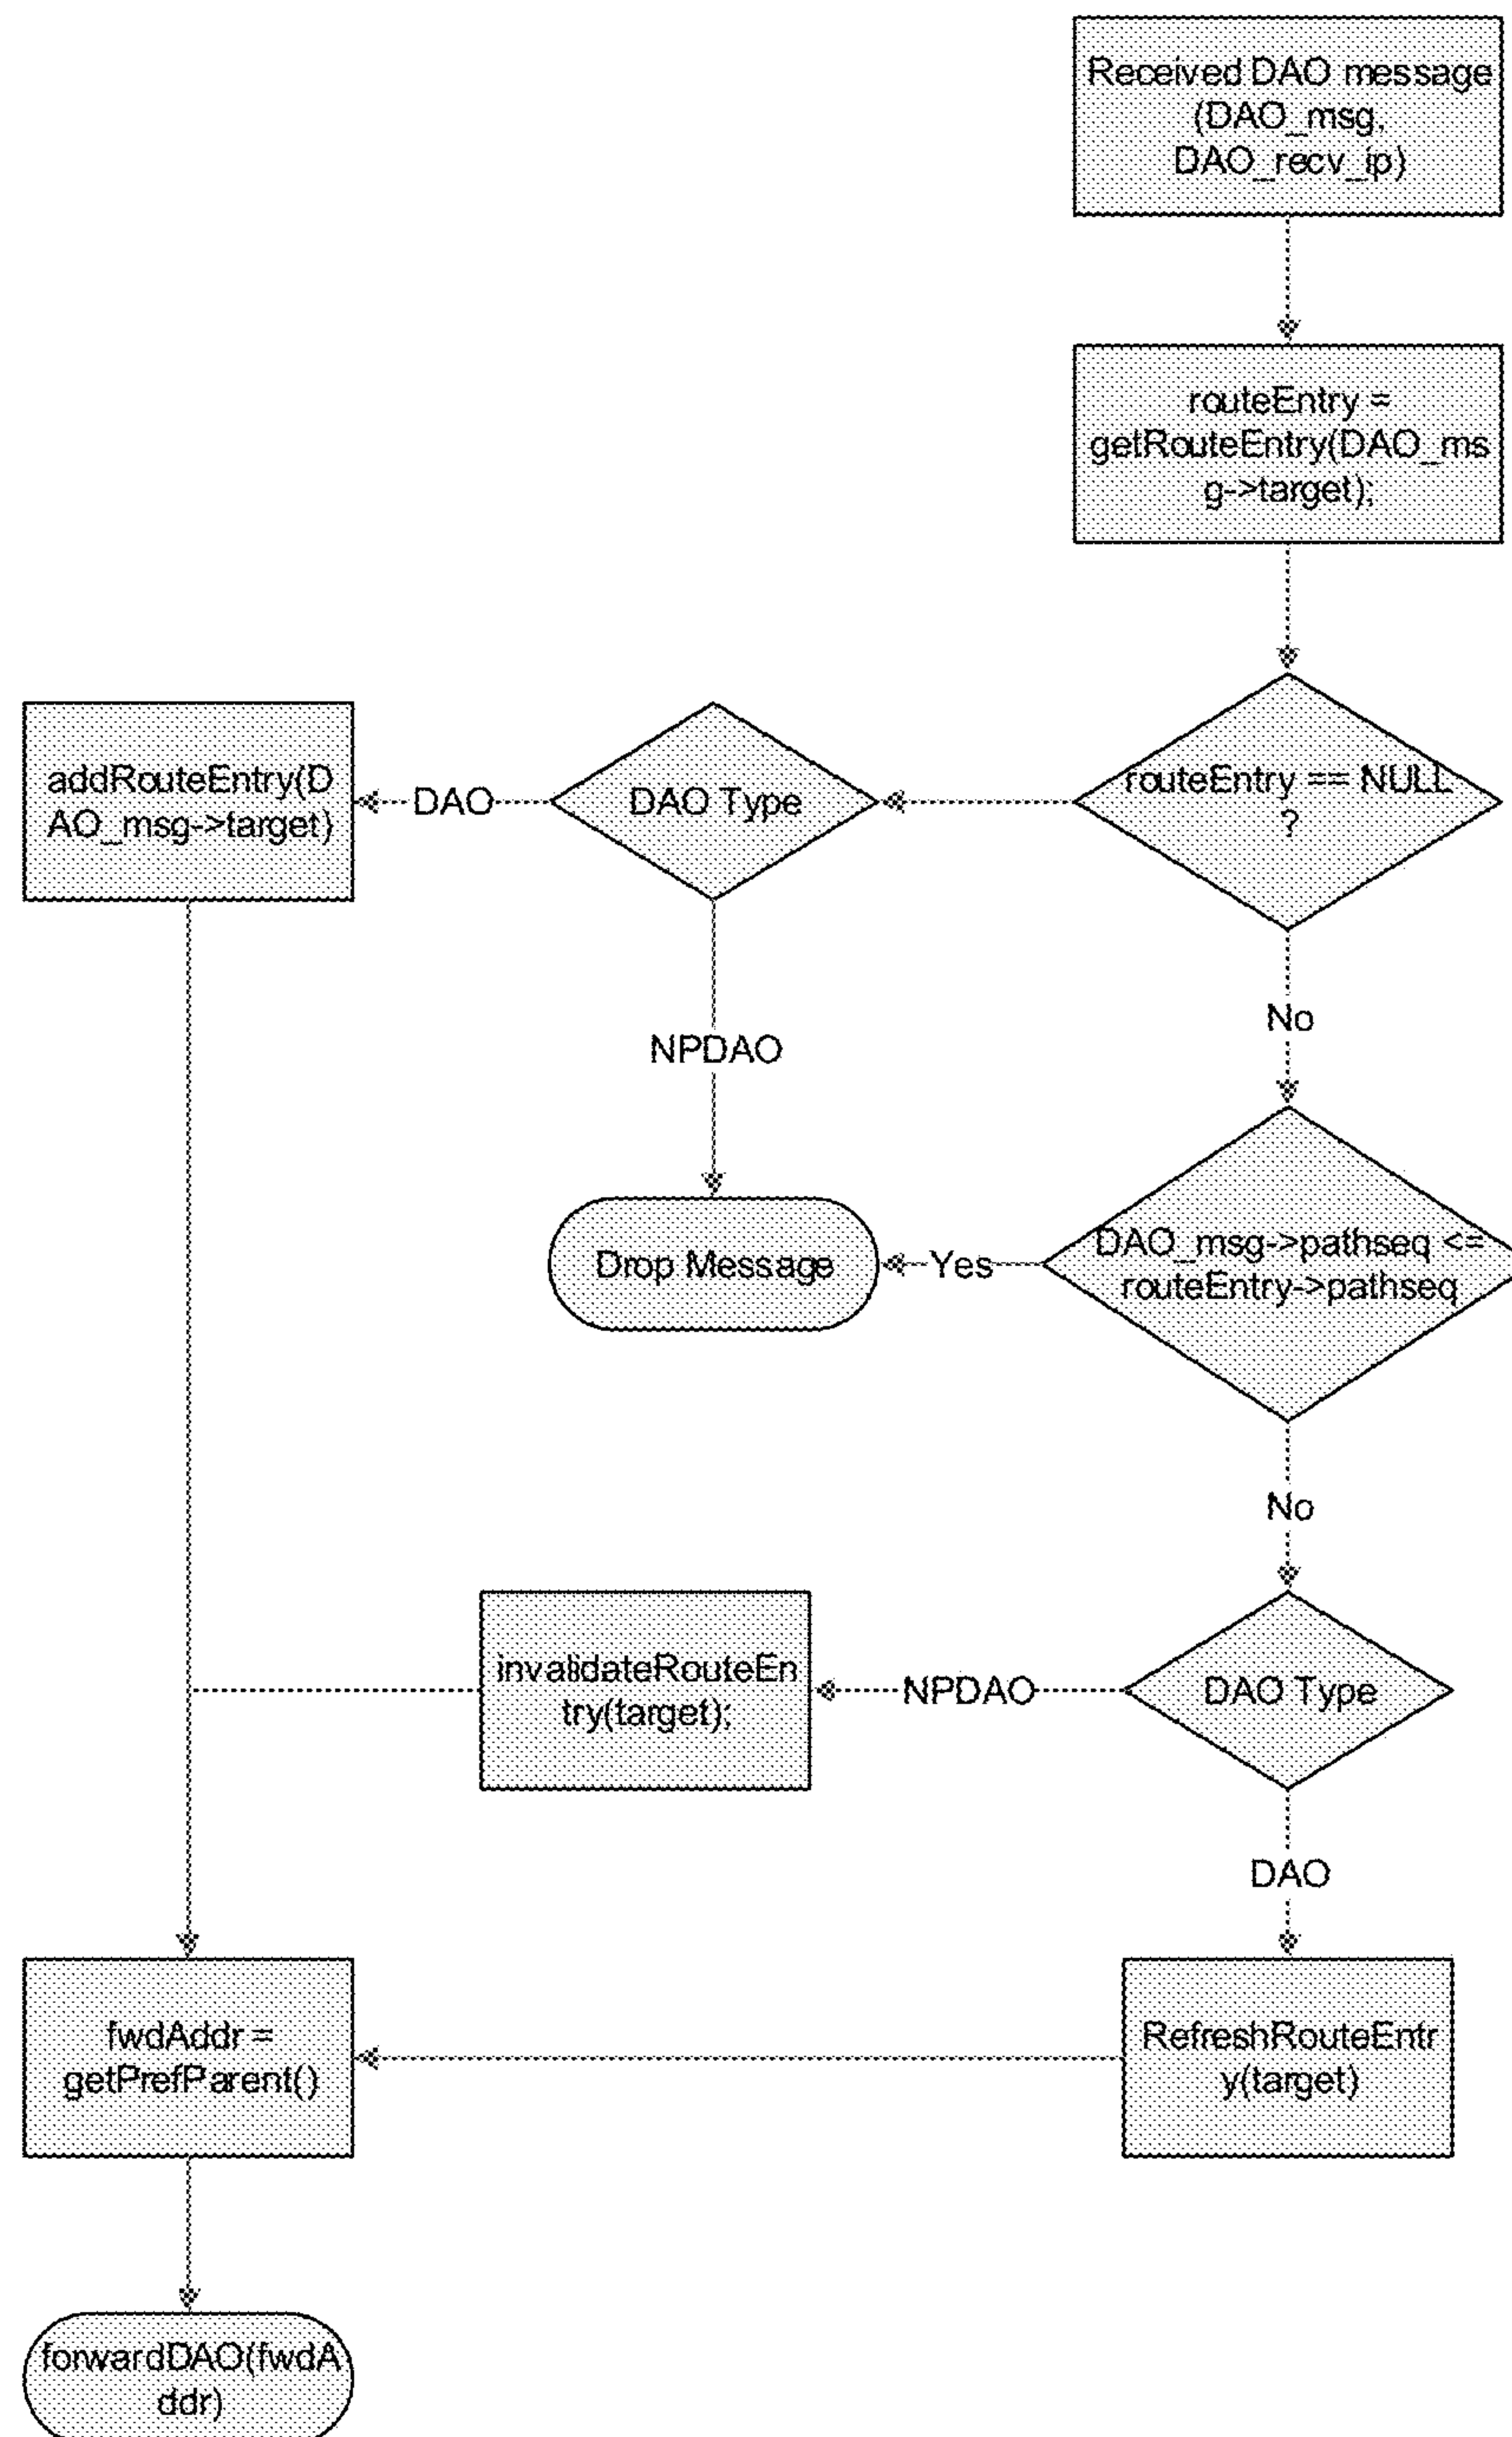 Received DAO message
(DAO_msg,
DAO_recv_ip)
routeEntry =
getRouteEntry(DAO_ms
g->target);
addRouteEntry(D
AO_msg->target)
DAO
DAO Type
routeEntry == NULL
?
NPDAO
No
Drop Message
Yes
DAO_msg->pathseq <=
routeEntry->pathseq
No
invalidateRouteEn
try(target);
NPDAO
DAO Type
DAO
fwdAddr =
getPrefParent()
RefreshRouteEntr
y(target)
forwardDAO(fwdA
ddr)